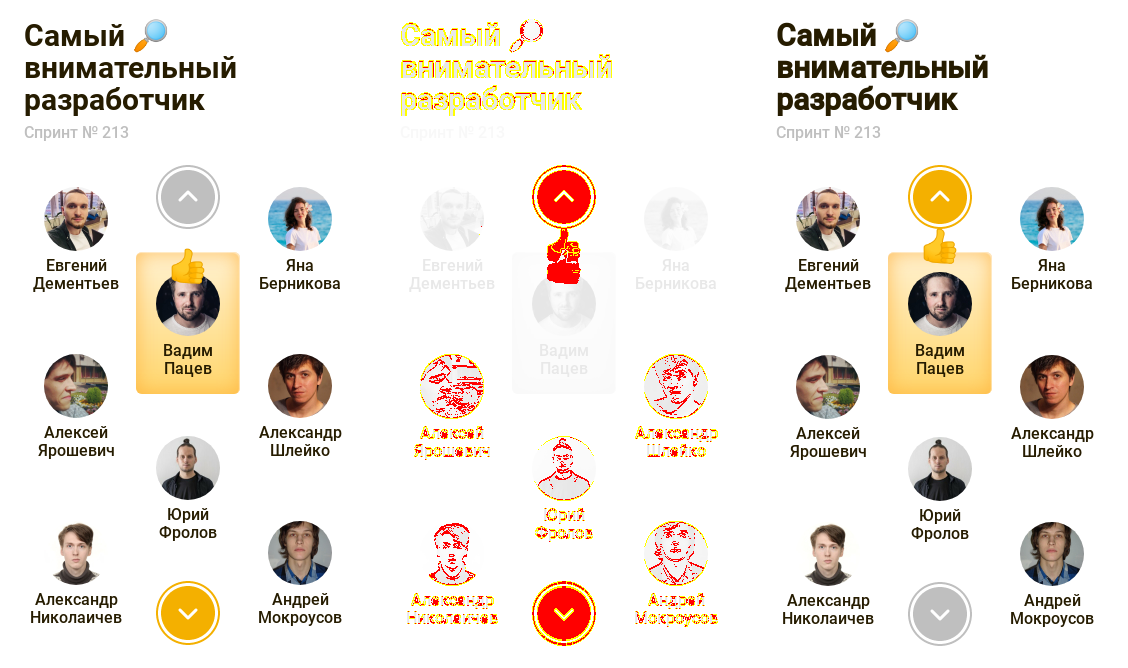 Самый 🔎
внимательный
разработчик
Спринт № 213
Евгений
Дементьев
Яна
Берникова
Вадим
Пацев
Алексей
Ярошевич
Александр
Шлейко
Юрий
Фролов
Александр
Николаичев
Андрей
Мокроусов
Самый
внимательный
разработчик
Спринт № 213
Евгений
Дементьев
Яна
Берникова
Вадим
Пацев
Алексей
Ярошевич
Александр
Шлейко
Юрий
Фролов
Александр
Николаичев
Андрей
Мокроусов
Самый 🔎
внимательный
разработчик
Спринт № 213
Евгений
Дементьев
Яна
Берникова
Вадим
Пацев
Алексей
Ярошевич
Александр
Шлейко
Юрий
Фролов
Александр
Николаичев
Андрей
Мокроусов